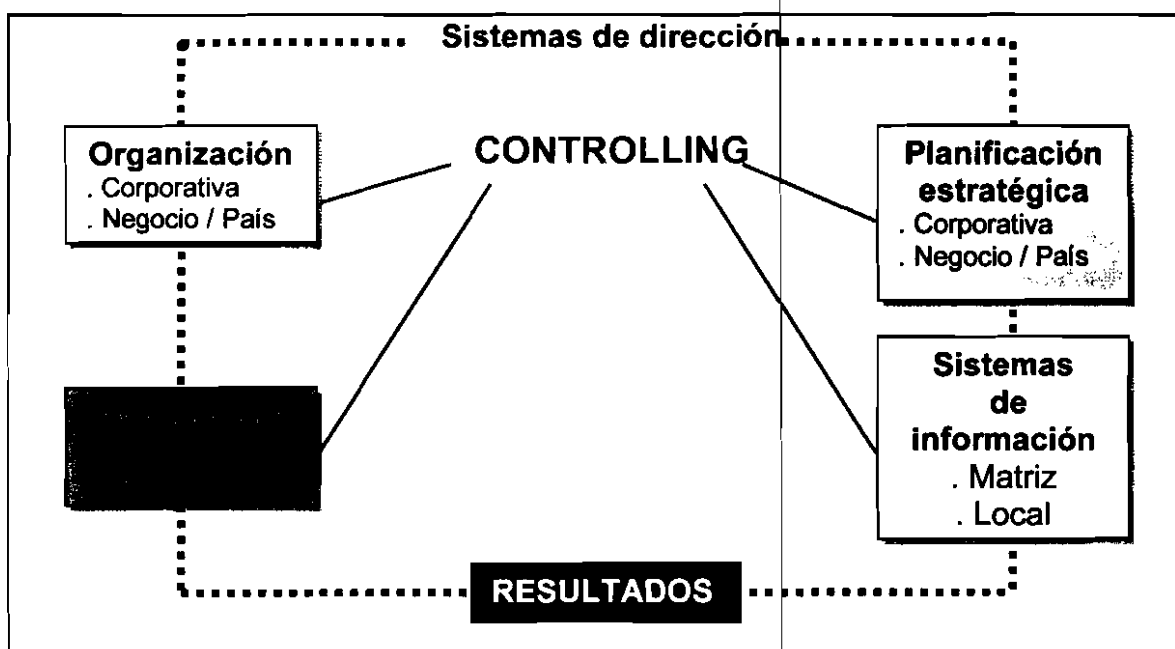 Sistemas de dirección
Organización
. Corporativa
. Negocio / País
CONTROLLING
Planificación
estratégica
. Corporativa
. Negocio / País
Sistemas
de
información
. Matriz
. Local
RESULTADOS